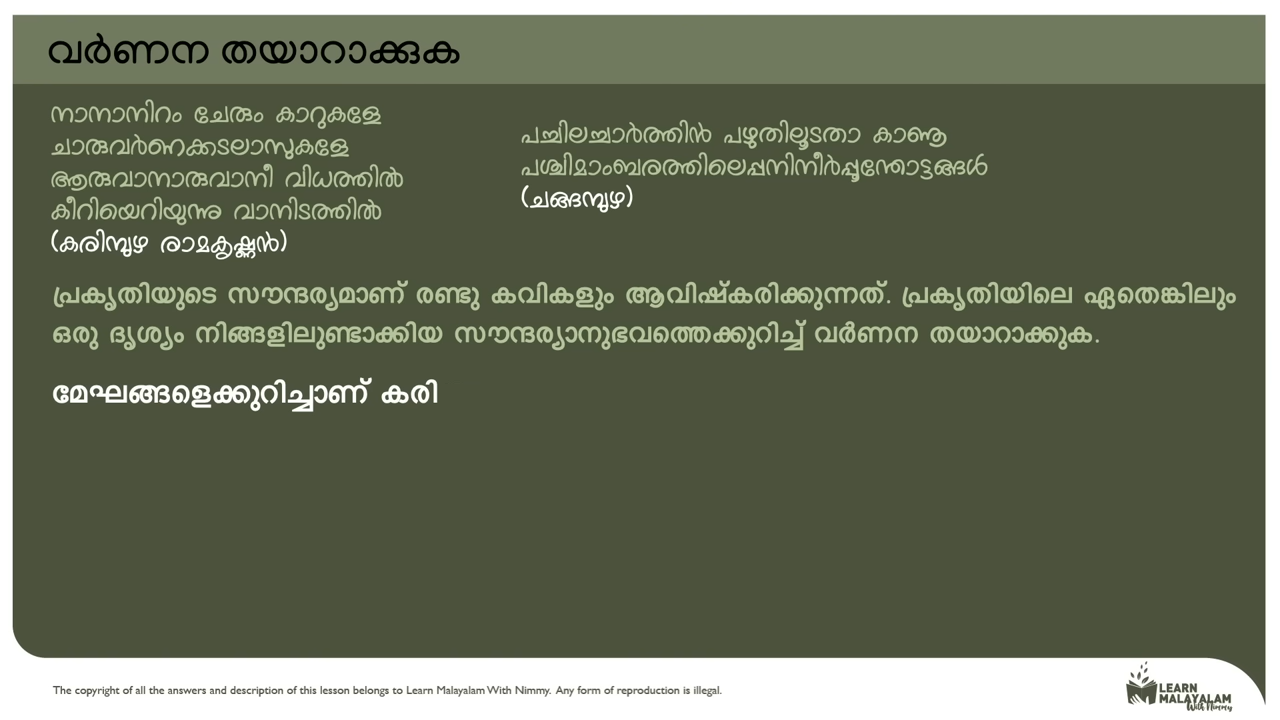 വർണന തയാറാക്കുക
നാനാനിറം ചേരും കാറുകളേ
ചാരുവർണക്കടലാസുകളേ
ആരുവാനാരുവാനീ വിധത്തിൽ
കീറിയെറിയുന്നു വാനിടത്തിൽ
(കരിമ്പുഴ രാമകൃഷ്ണൻ)
പച്ചിലച്ചാർത്തിൻ പഴുതിലൂടതാ കാണ്മൂ
പശ്ചിമാംബരത്തിലെപ്പനിനീർപ്പൂന്തോട്ടങ്ങൾ
(ചങ്ങമ്പുഴ)
പ്രകൃതിയുടെ സൗന്ദര്യമാണ് രണ്ടു കവികളും ആവിഷ്കരിക്കുന്നത്. പ്രകൃതിയിലെ ഏതെങ്കിലും
ഒരു ദൃശ്യം നിങ്ങളിലുണ്ടാക്കിയ സൗന്ദര്യാനുഭവത്തെക്കുറിച്ച് വർണന തയാറാക്കുക.
മേഘങ്ങളെക്കുറിച്ചാണ് കരി
The copyright of all the answers and description of this lesson belongs to Learn Malayalam With Nimmy. Any form of reproduction is illegal.
LEARN
MALAYALAM
With Nimmy